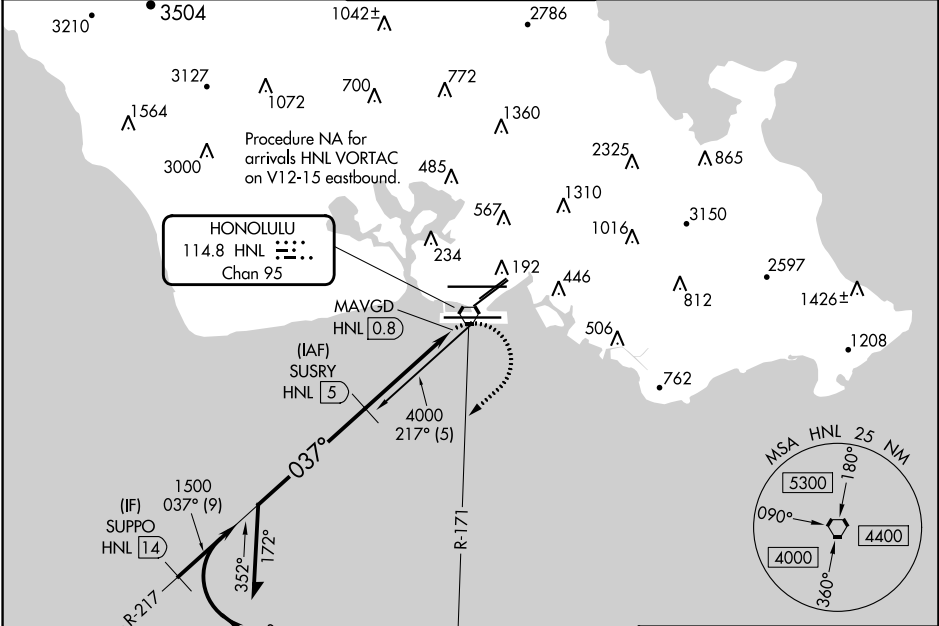 3210
3504
1042±
2786
3127
1072
700
772
1564
1360
3000
Procedure NA for
arrivals HNL VORTAC
on V12-15 eastbound.
485
2325
865
1310
567
1016
3150
HONOLULU
114.8 HNL
Chan 95
234
192
446
2597
812
1426±
MAVGD
HNL 0.8
506
1208
(IAF)
SUSRY
HNL 5
762
4000
217° (5)
037°
MSA HNL 25 NM
180°
5300
090°
4400
4000
360°
1500
037° (9)
(IF)
SUPPO
HNL 14
R-171
352°
172°
R-217